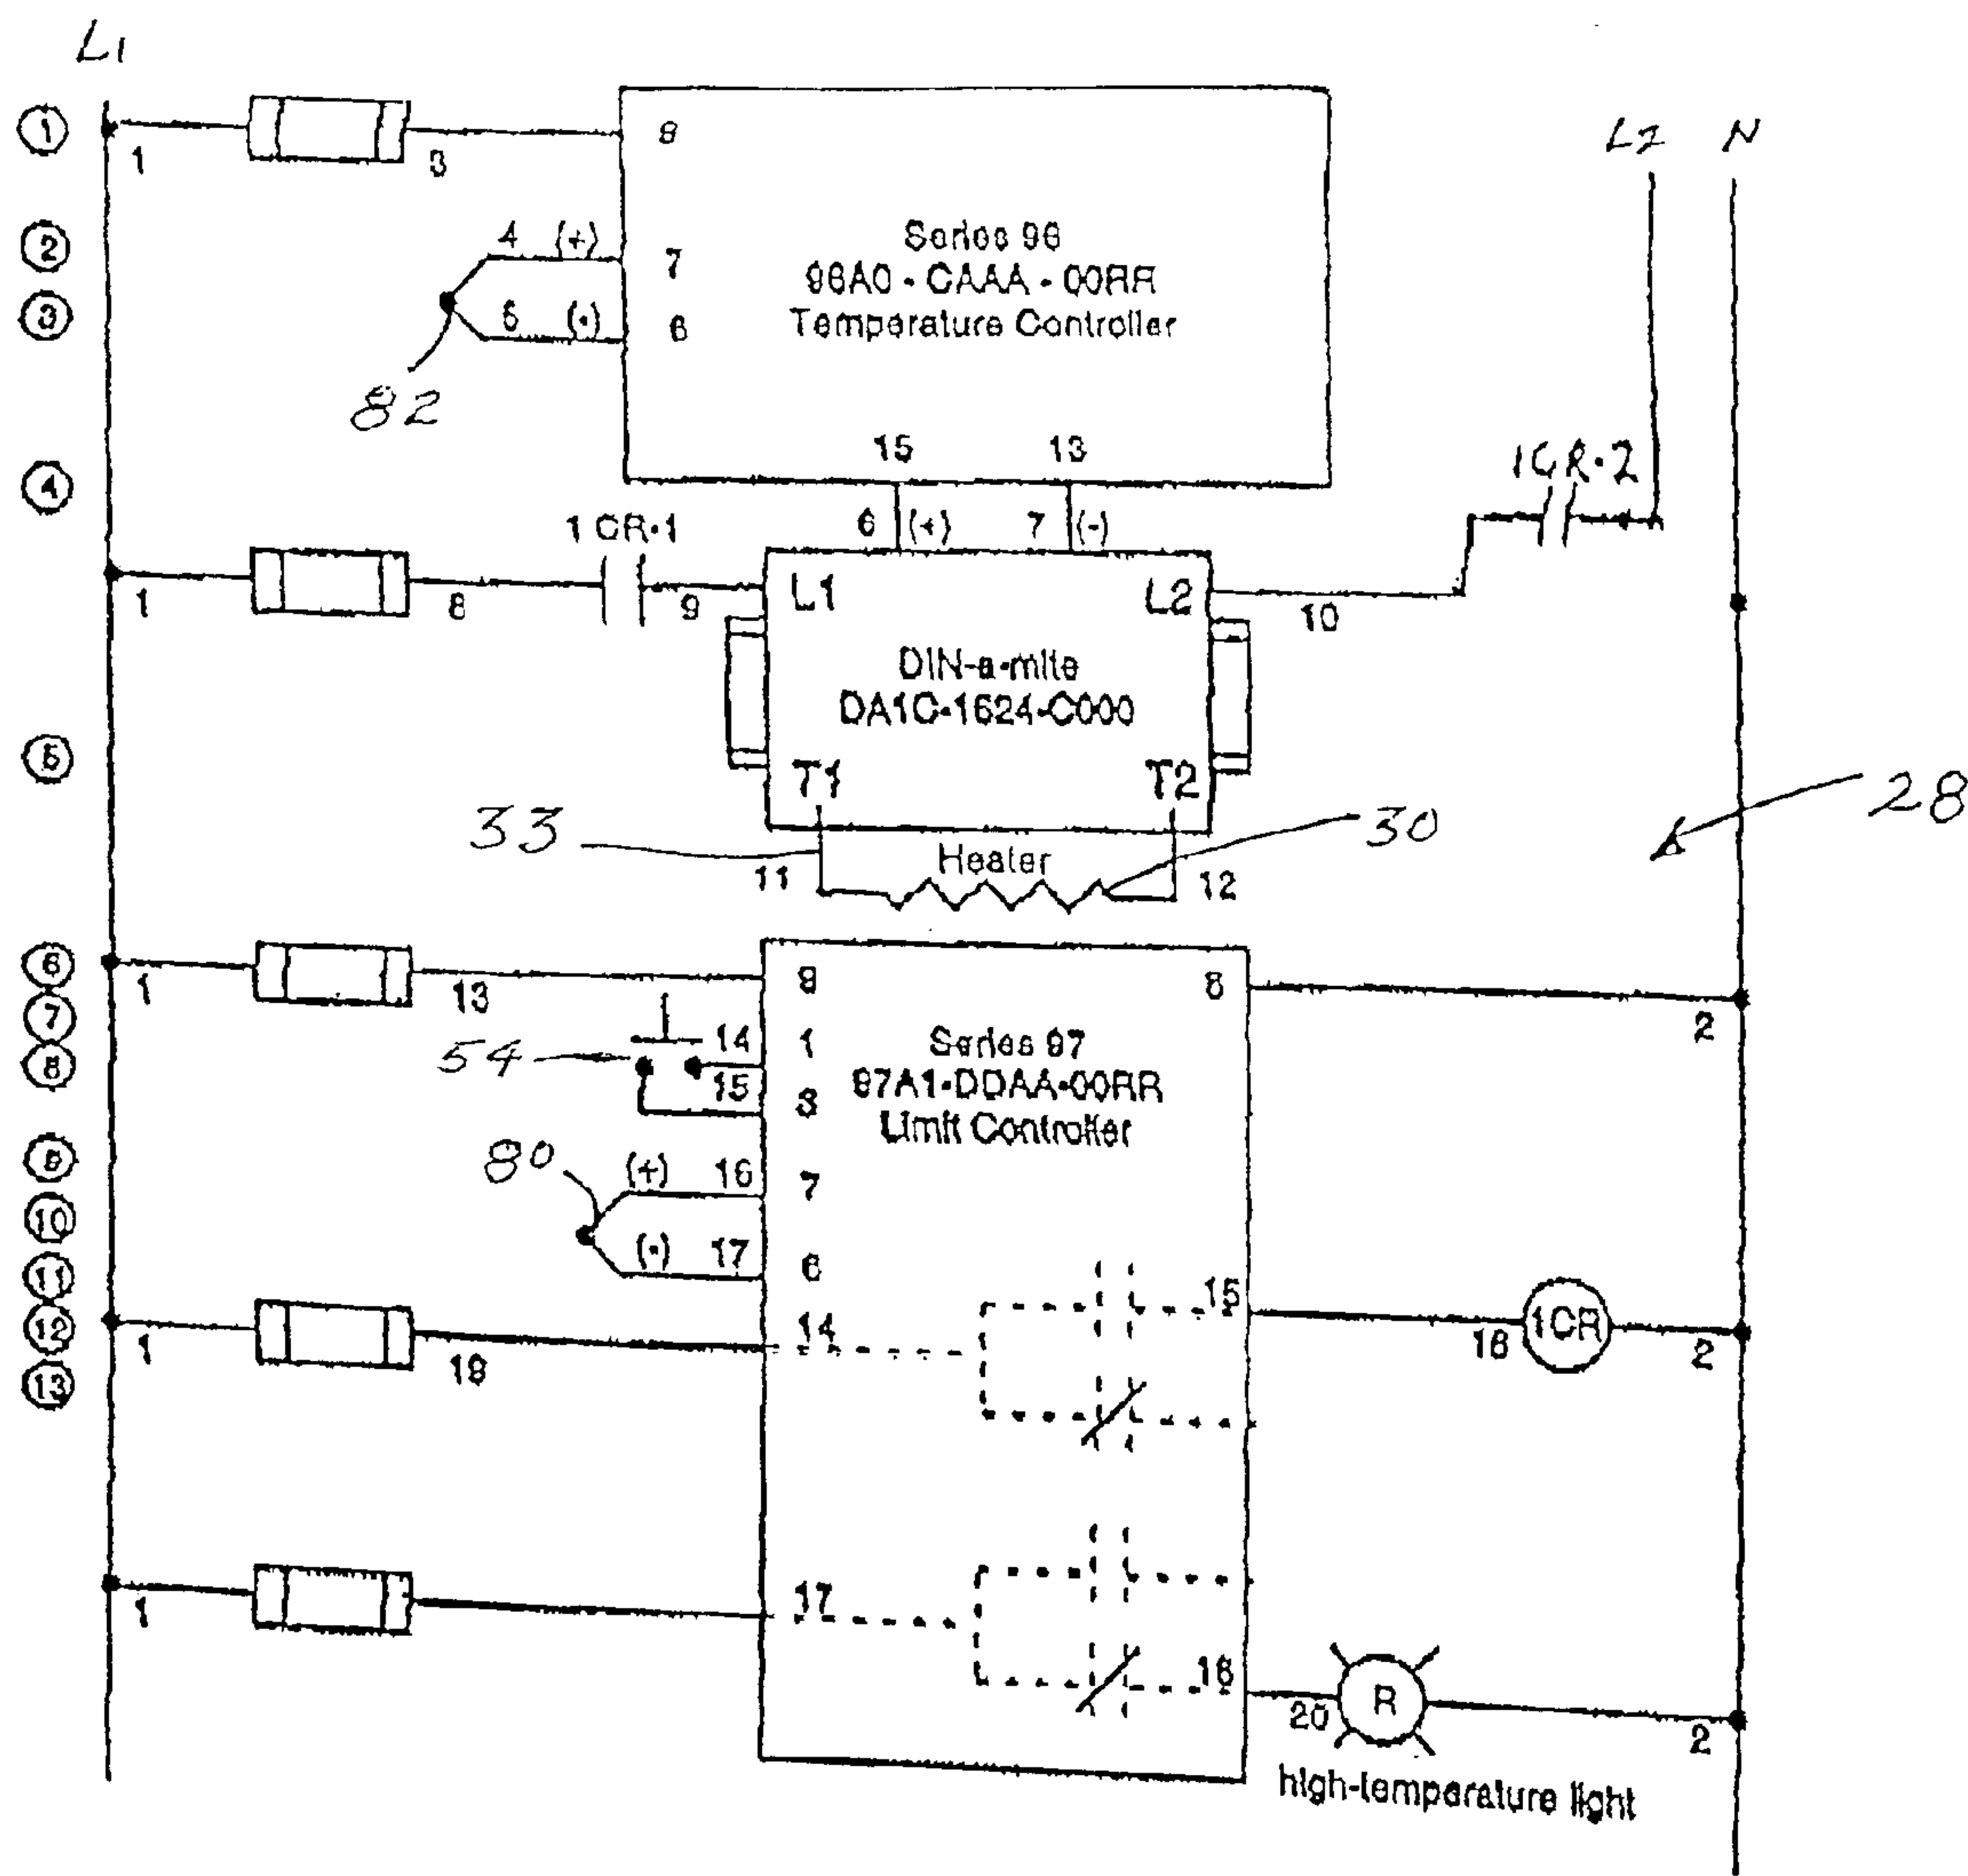 L1
L2 N
1
1 3 9
2
4 (+) 7
3
5 (-) 6
Series 96
96A0 - CAAA - 00RR
Temperature Controller
82
15 13
4
1CR-2
6 (+) 7 (-)
1 CR-1
1 8 9 L1 L2 10
DIN-a-mite
DA1C-1624-C000
5
T1 T2
33
30
28
Heater
11 12
6
1 13 9 8 2
7
14 1
8
54
15 3
Series 97
97A1-DDAA-00RR
Limit Controller
9
80
(+) 16 7
10
(-) 17 6
11
15
12
1 19 14 18 1CR 2
13
1 17
16
20 R 2
high-temperature light